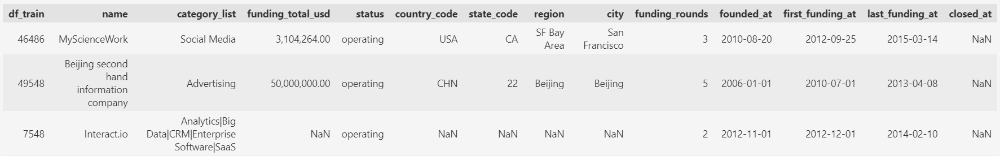 df_train name category_list funding_total_usd status country_code state_code region city funding_rounds founded_at first_funding_at last_funding_at closed_at
46486 MyScienceWork Social Media 3,104,264.00 operating USA CA SF Bay Area San Francisco 3 2010-08-20 2012-09-25 2015-03-14 NaN
49548 Beijing second hand information company Advertising 50,000,000.00 operating CHN 22 Beijing Beijing 5 2006-01-01 2010-07-01 2013-04-08 NaN
7548 Interact.io Analytics|Big Data|CRM|Enterprise Software|SaaS NaN operating NaN NaN NaN NaN 2 2012-11-01 2012-12-01 2014-02-10 NaN